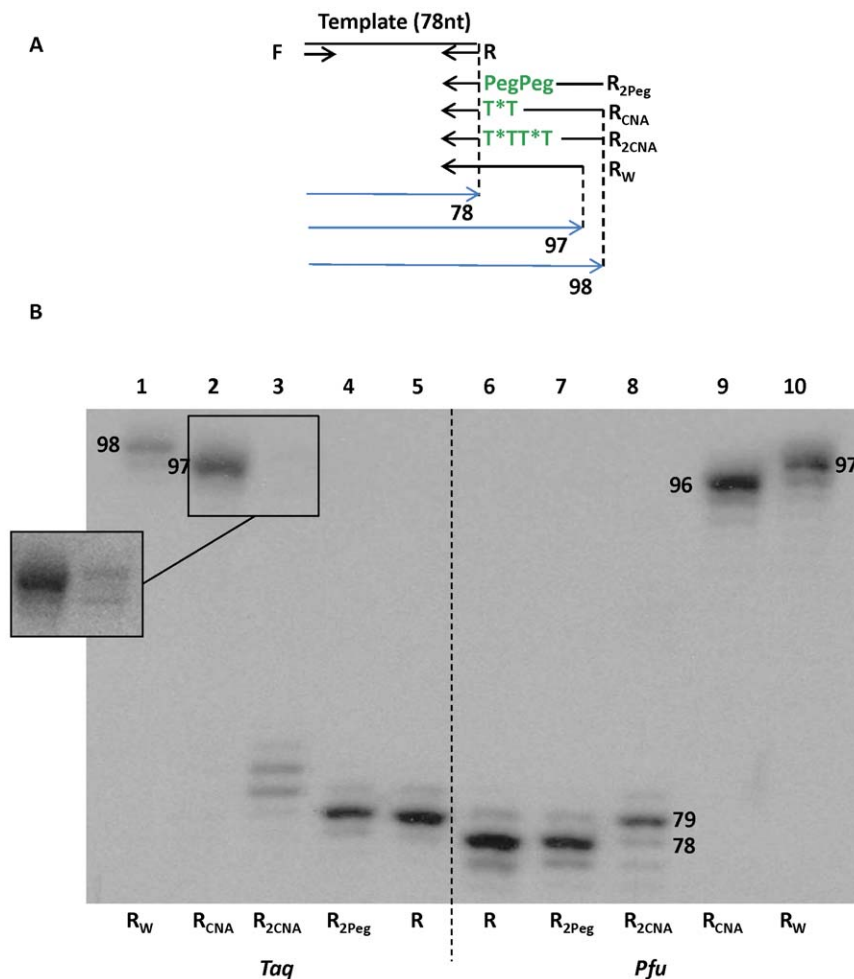 A
Template (78nt)
F R
PegPeg R2Peg
T*T RCNA
T*TT*T R2CNA
RW
78
97
98
B
1 2 3 4 5 6 7 8 9 10
98
97 97
96
79
78
RW RCNA R2CNA R2Peg R R R2Peg R2CNA RCNA RW
Taq Pfu